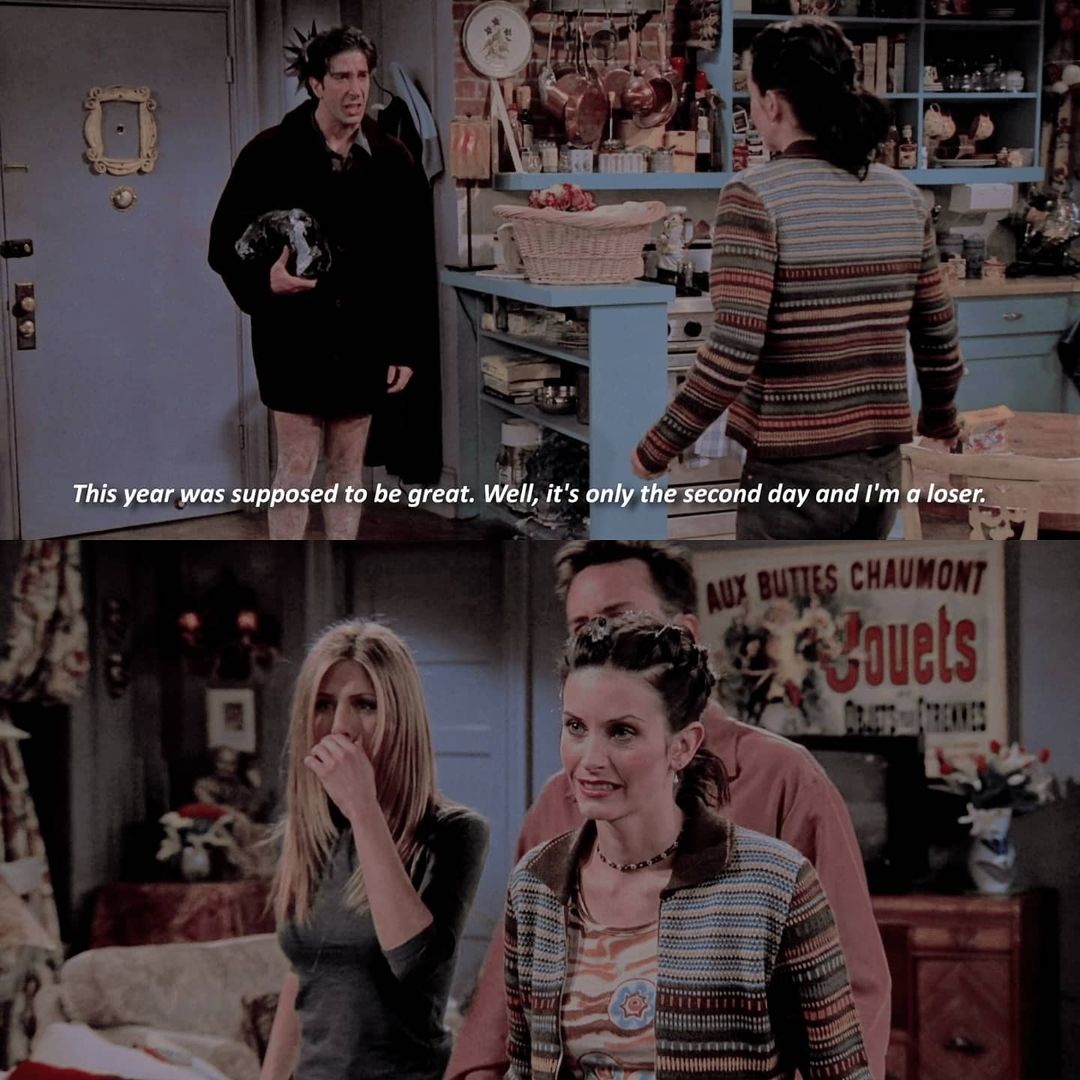 This year was supposed to be great. Well, it's only the second day and I'm a loser.
AUX BUTTES CHAUMONT
Jouets